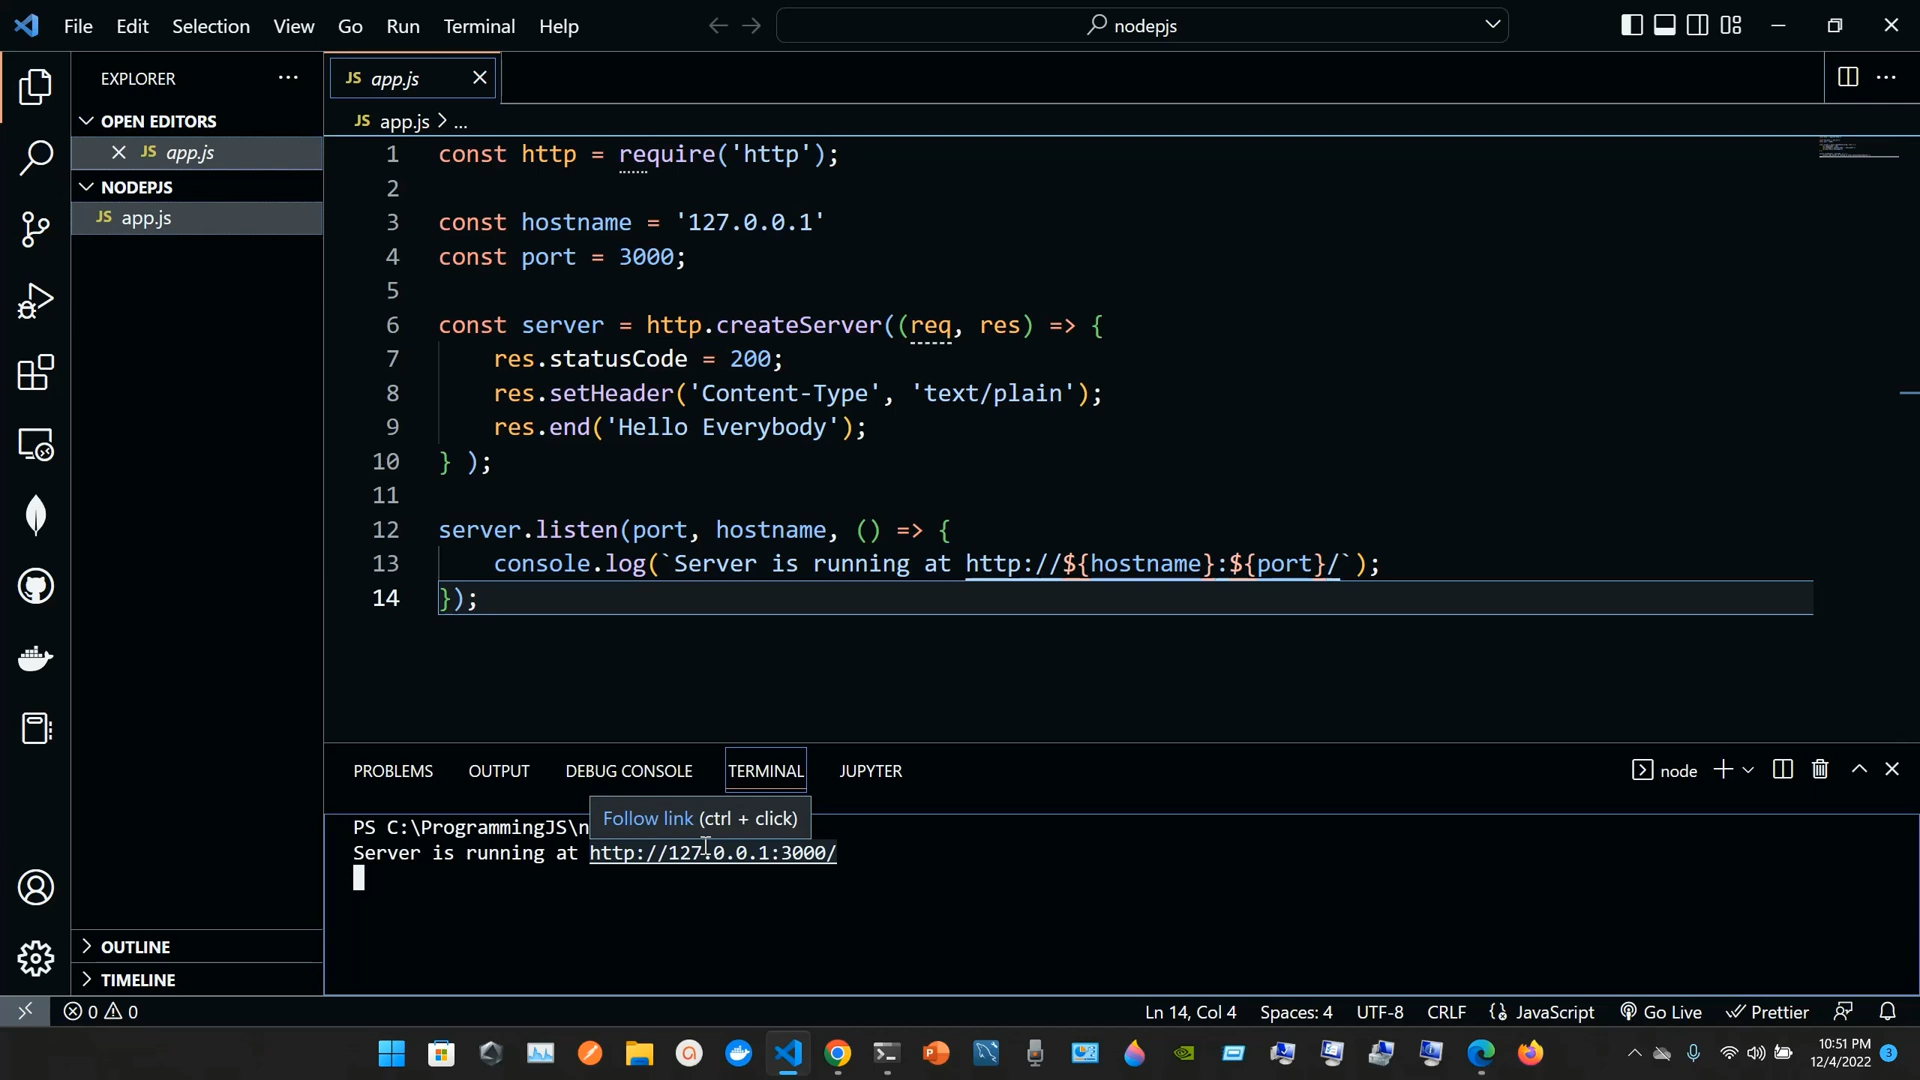 File Edit Selection View Go Run Terminal Help
nodepjs
EXPLORER
OPEN EDITORS
JS app.js
NODEPJS
JS app.js
OUTLINE
TIMELINE
JS app.js
JS app.js > ...
1 const http = require('http');
2
3 const hostname = '127.0.0.1'
4 const port = 3000;
5
6 const server = http.createServer((req, res) => {
7 res.statusCode = 200;
8 res.setHeader('Content-Type', 'text/plain');
9 res.end('Hello Everybody');
10 } );
11
12 server.listen(port, hostname, () => {
13 console.log(`Server is running at http://${hostname}:${port}/`);
14 });
PROBLEMS OUTPUT DEBUG CONSOLE TERMINAL JUPYTER
node
Follow link (ctrl + click)
PS C:\ProgrammingJS\n
Server is running at http://127.0.0.1:3000/
0 0
Ln 14, Col 4 Spaces: 4 UTF-8 CRLF JavaScript Go Live Prettier
10:51 PM
12/4/2022
3